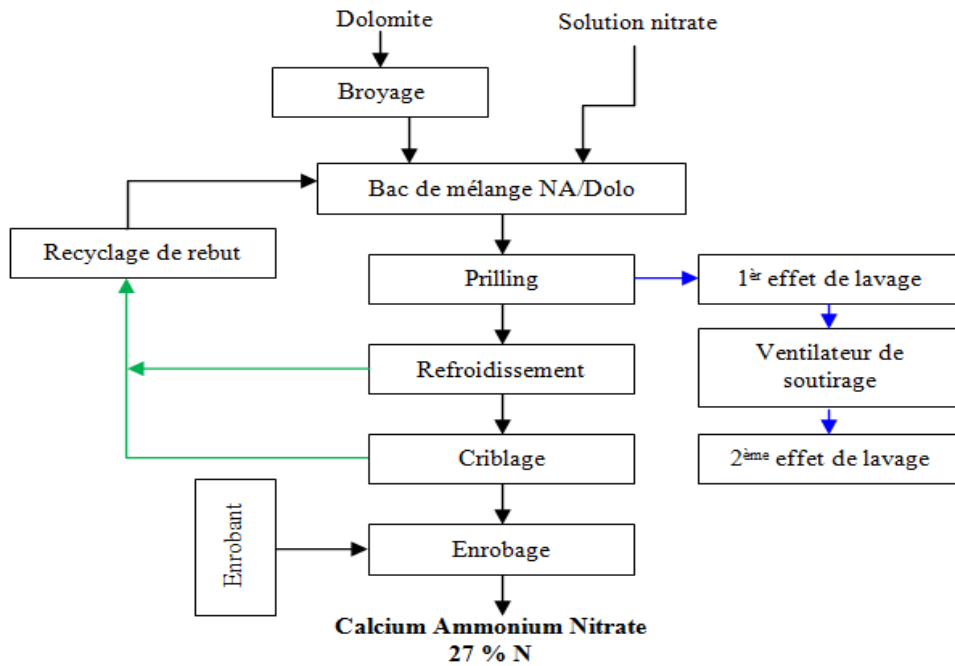 Dolomite
Solution nitrate
Broyage
Bac de mélange NA/Dolo
Recyclage de rebut
Prilling
1èr effet de lavage
Refroidissement
Ventilateur de
soutirage
Criblage
2ème effet de lavage
Enrobant
Enrobage
Calcium Ammonium Nitrate
27 % N